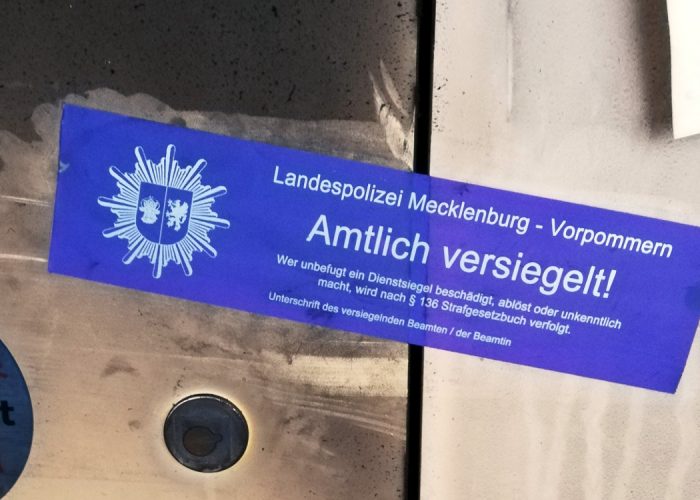 Landespolizei Mecklenburg - Vorpommern
Amtlich versiegelt!
Wer unbefugt ein Dienstsiegel beschädigt, ablöst oder unkenntlich
macht, wird nach § 136 Strafgesetzbuch verfolgt.
Unterschrift des versiegelnden Beamten / der Beamtin